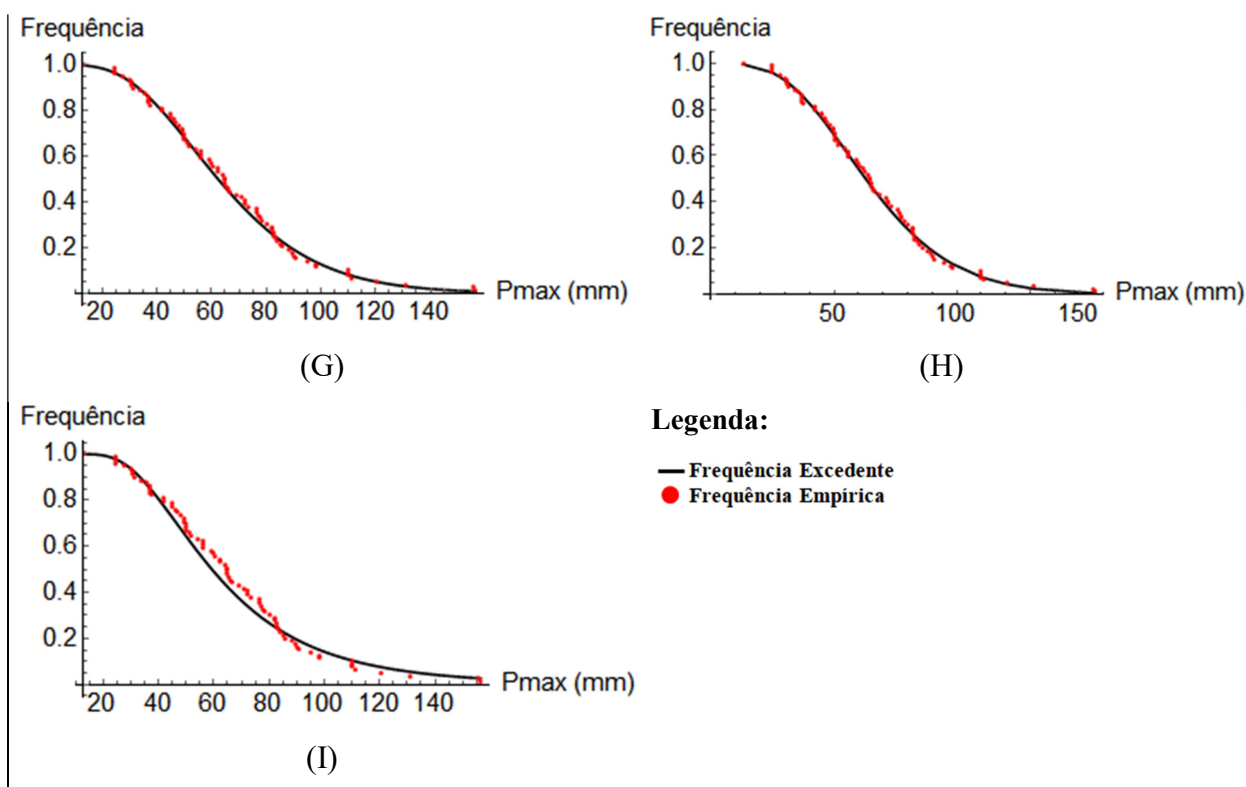 Frequência
1.0
0.8
0.6
0.4
0.2
20 40 60 80 100 120 140
Pmax (mm)
(G)
Frequência
1.0
0.8
0.6
0.4
0.2
50 100 150
Pmax (mm)
(H)
Frequência
1.0
0.8
0.6
0.4
0.2
20 40 60 80 100 120 140
Pmax (mm)
(I)
Legenda:
Frequência Excedente
Frequência Empírica